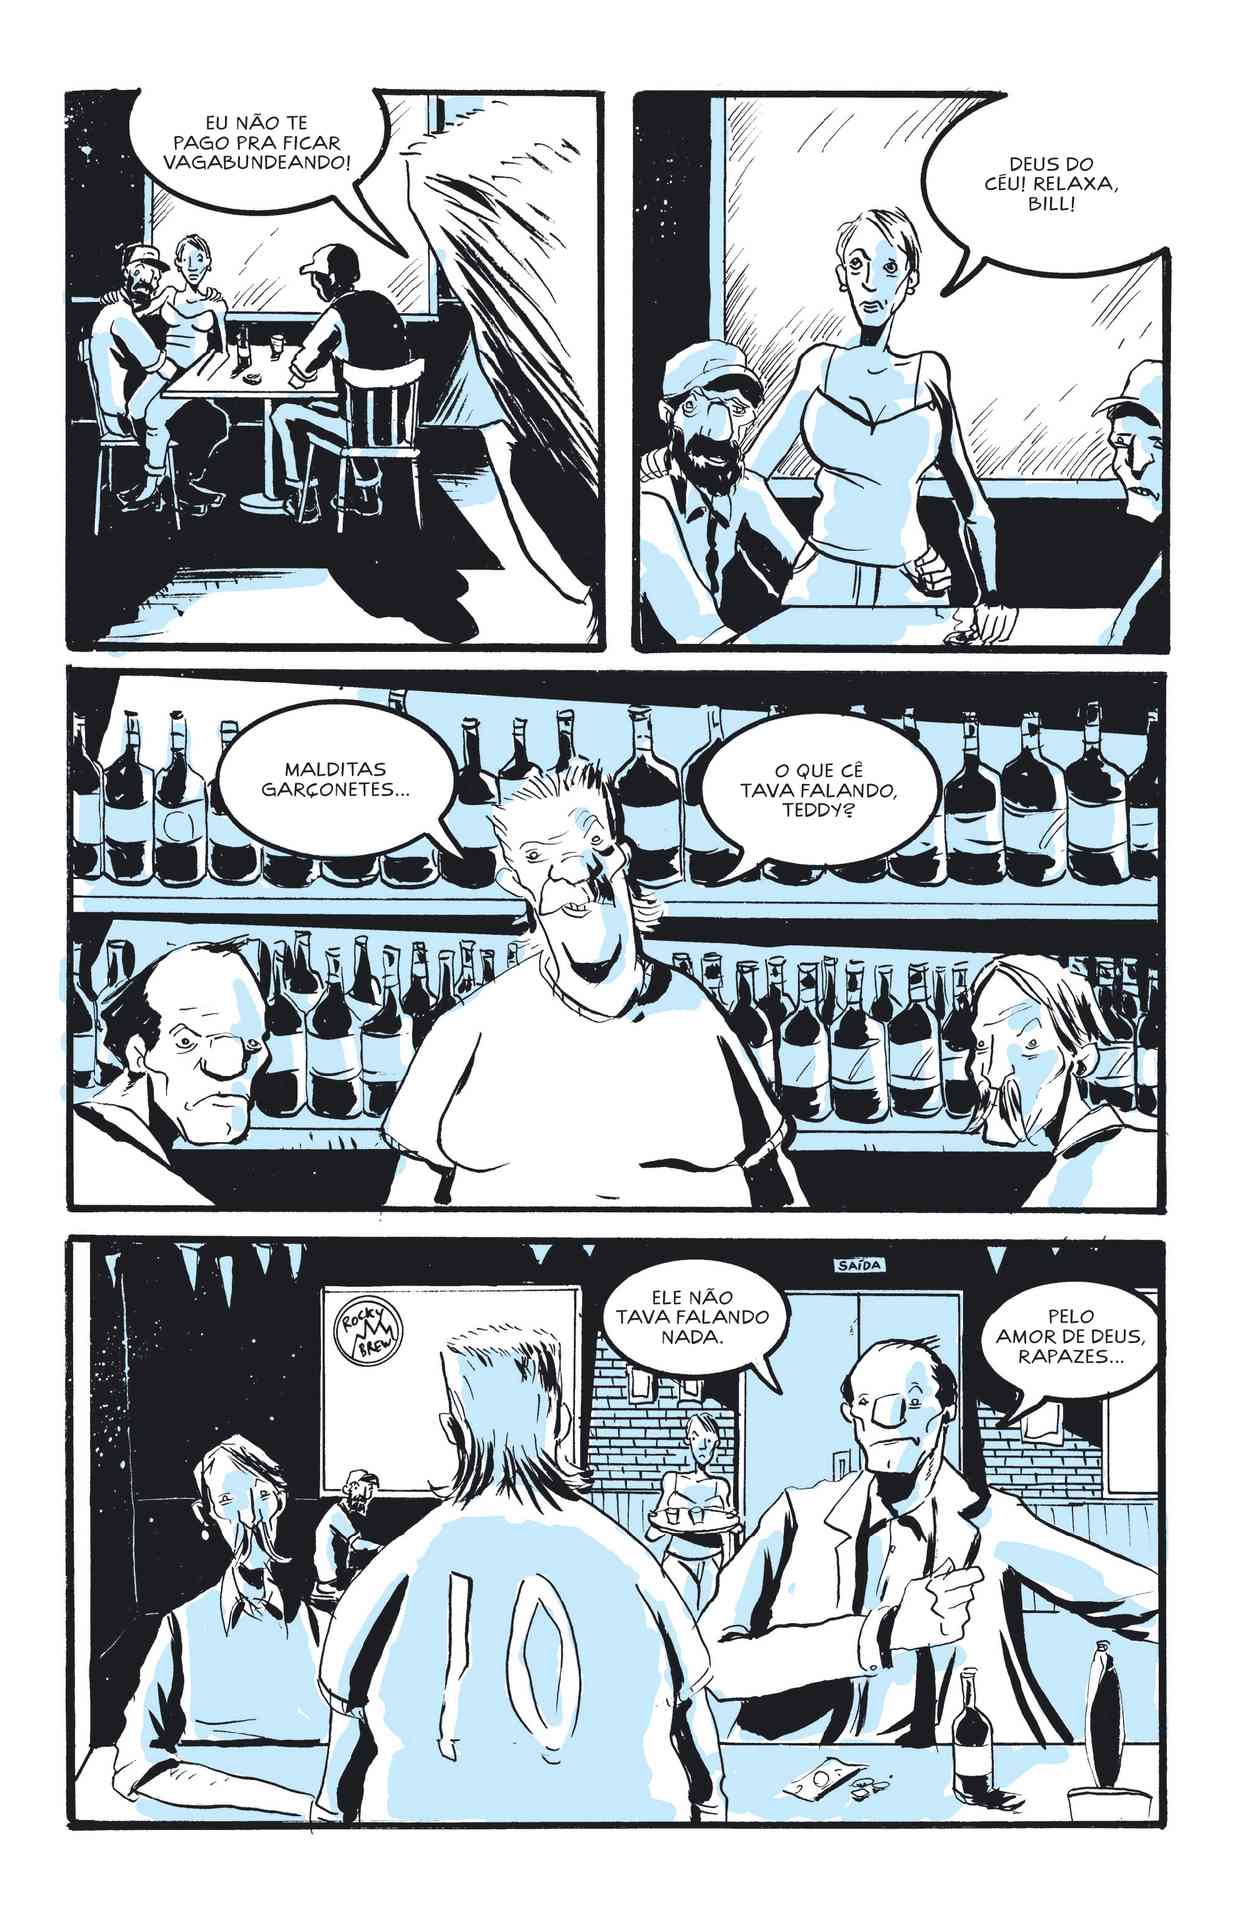 EU NÃO TE
PAGO PRA FICAR
VAGABUNDEANDO!
DEUS DO
CÉU! RELAXA,
BILL!
MALDITAS
GARÇONETES...
O QUE CÊ
TAVA FALANDO,
TEDDY?
SAÍDA
ROCKY
BREW
ELE NÃO
TAVA FALANDO
NADA.
PELO
AMOR DE DEUS,
RAPAZES...
10